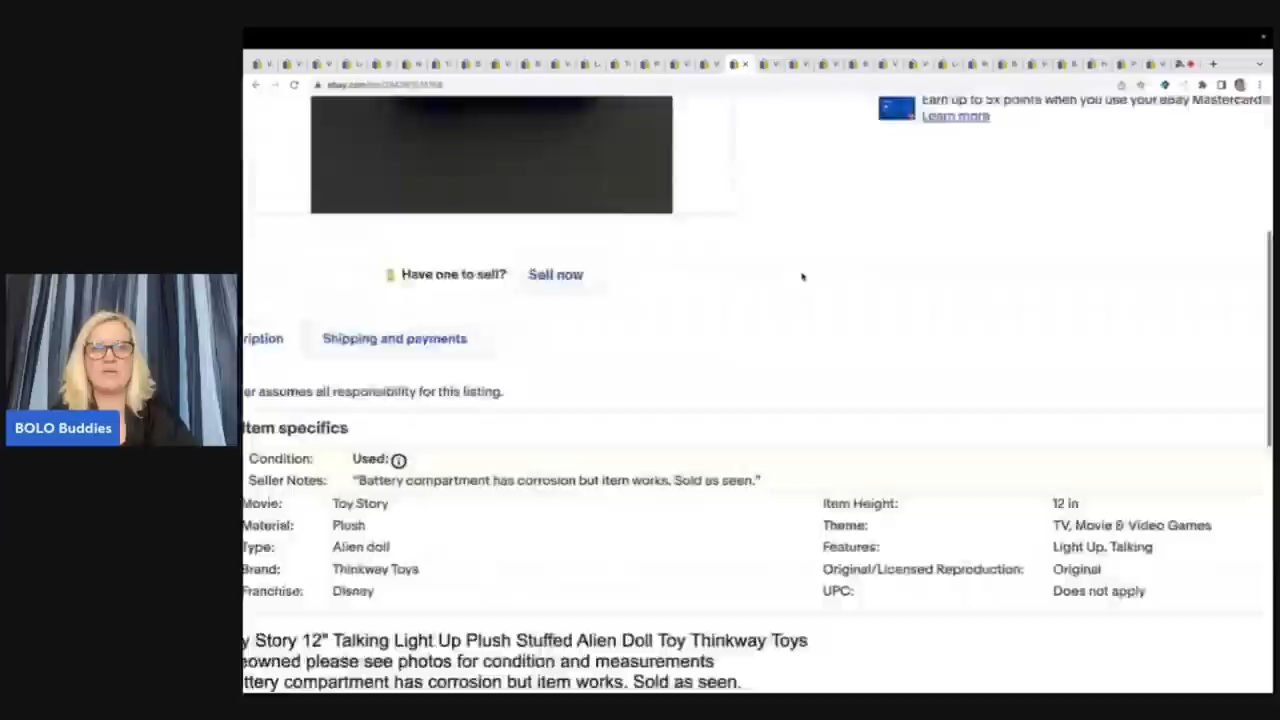 Earn up to 5x points when you use your eBay Mastercard
Learn more
Have one to sell? Sell now
ription Shipping and payments
er assumes all responsibility for this listing.
Item specifics
Condition: Used:
Seller Notes: "Battery compartment has corrosion but item works. Sold as seen."
Movie: Toy Story Item Height: 12 in
Material: Plush Theme: TV, Movie & Video Games
Type: Alien doll Features: Light Up, Talking
Brand: Thinkway Toys Original/Licensed Reproduction: Original
Franchise: Disney UPC: Does not apply
y Story 12" Talking Light Up Plush Stuffed Alien Doll Toy Thinkway Toys
eowned please see photos for condition and measurements
ttery compartment has corrosion but item works. Sold as seen.
BOLO Buddies